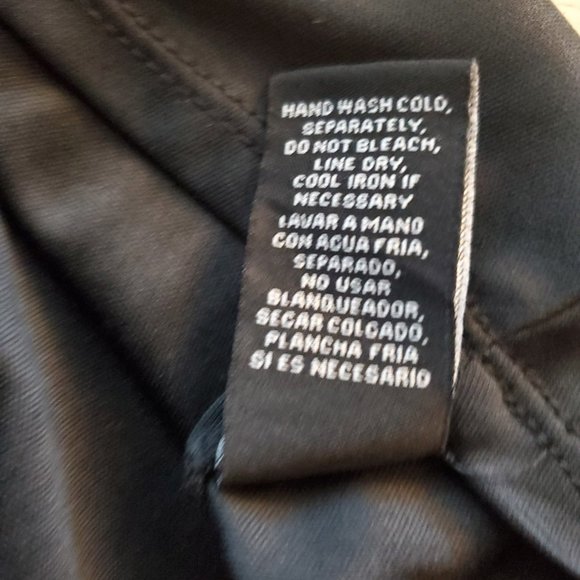 HAND WASH COLD,
SEPARATELY,
DO NOT BLEACH,
LINE DRY,
COOL IRON IF
NECESSARY
LAVAR A MANO
CON AGUA FRIA,
SEPARADO,
NO USAR
BLANQUEADOR,
SECAR COLGADO,
PLANCHA FRIA
SI ES NECESARIO